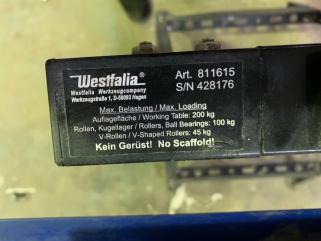 Westfalia®
Westfalia Werkzeugcompany
Werkzeugstraße 1, D-58093 Hagen
Art. 811615
S/N 428176
Max. Belastung / Max. Loading
Auflagefläche / Working Table: 200 kg
Rollen, Kugellager / Rollers, Ball Bearings: 100 kg
V-Rollen / V-Shaped Rollers: 45 kg
Kein Gerüst! No Scaffold!